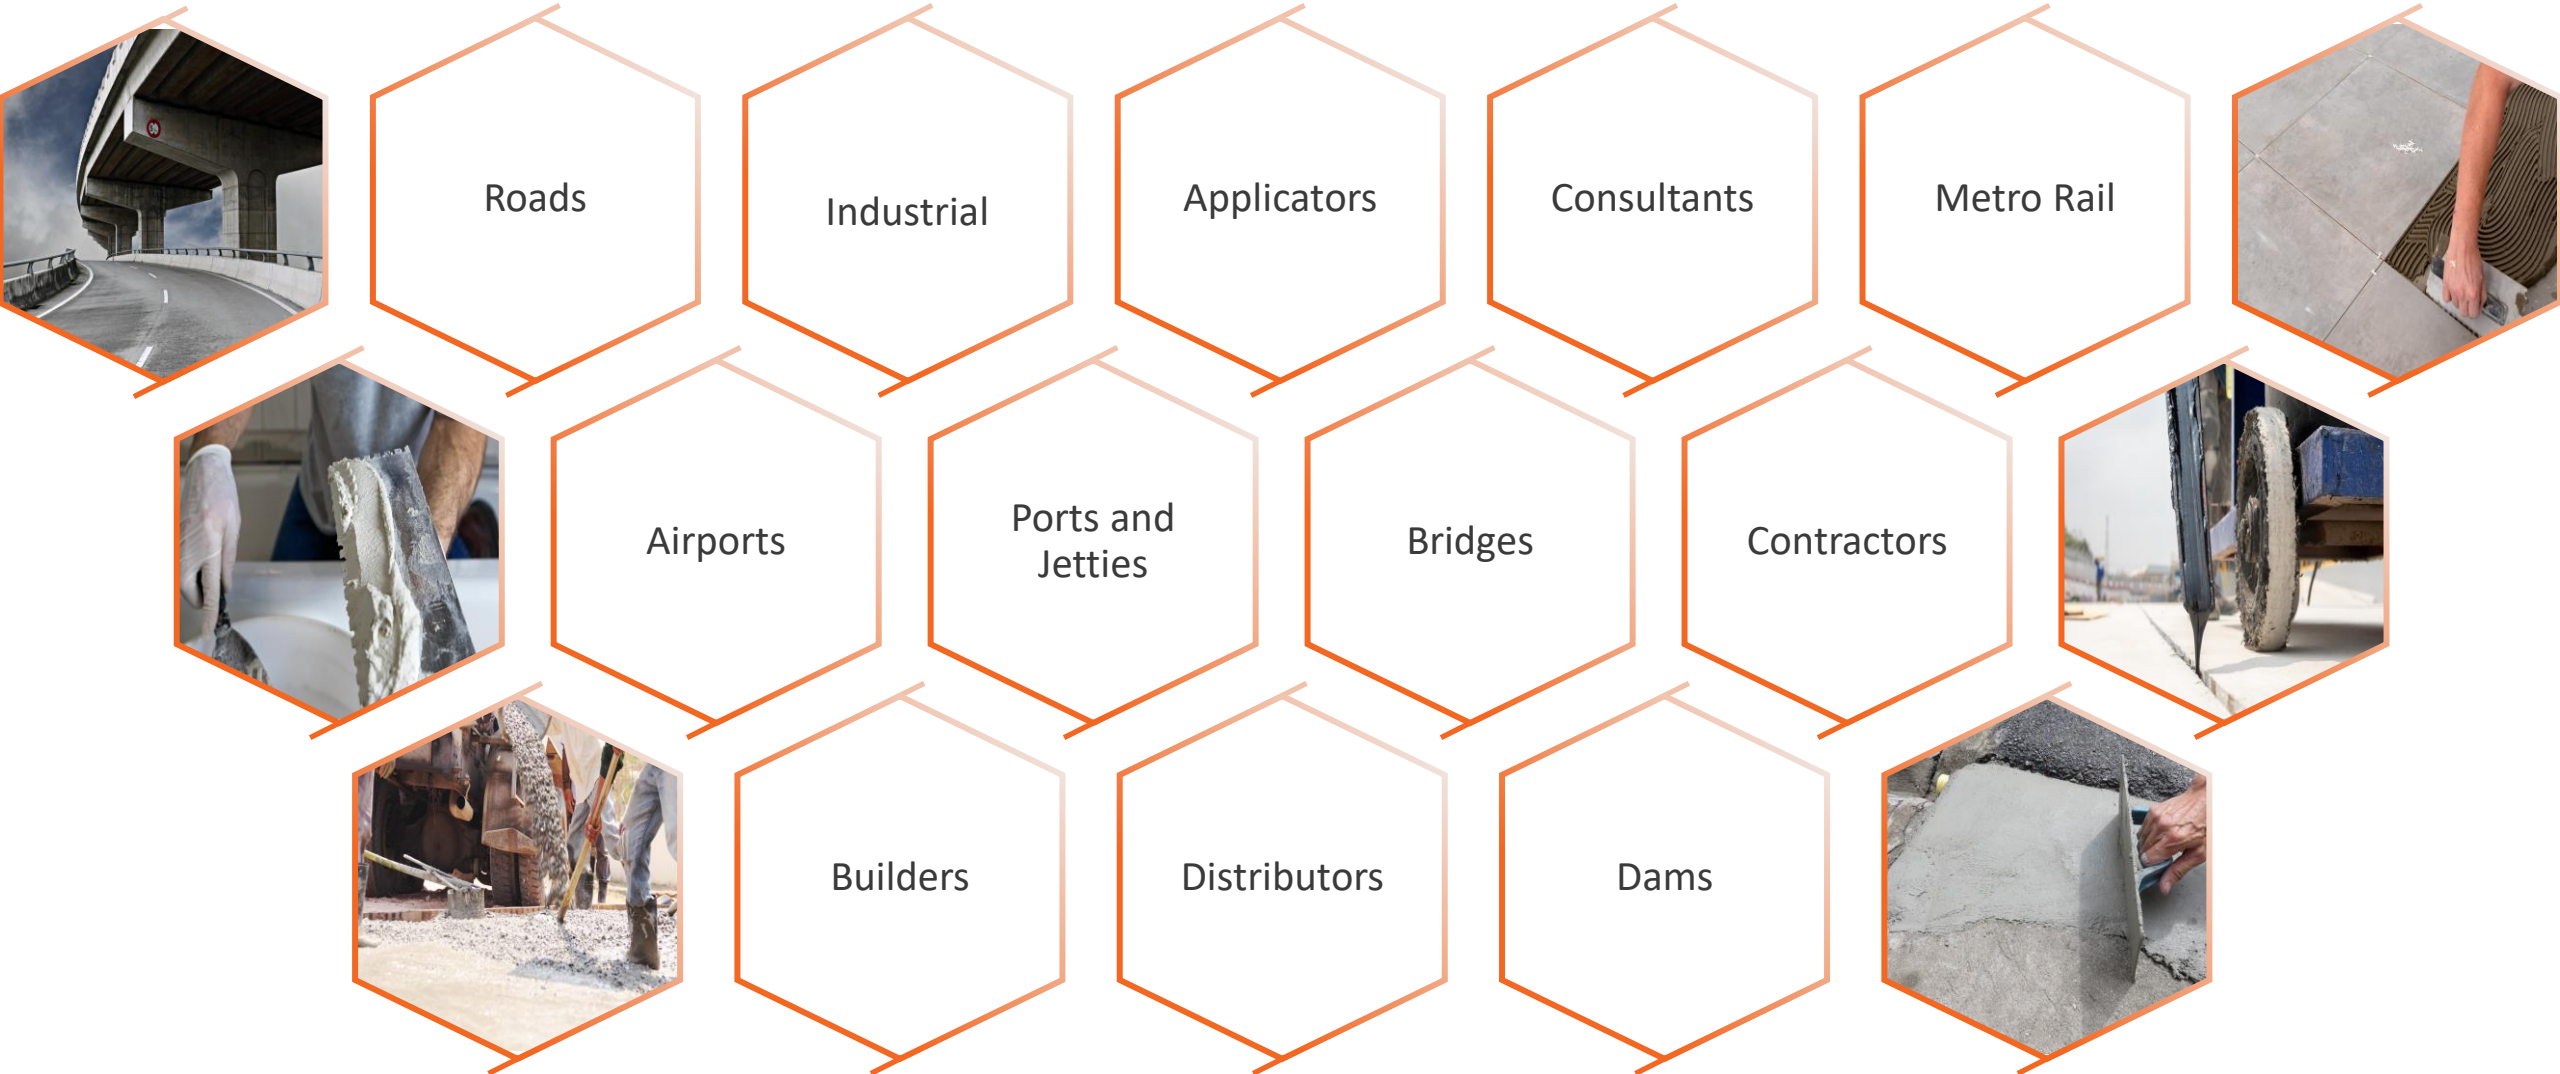 Roads
Industrial
Applicators
Consultants
Metro Rail
Airports
Ports and
Jetties
Bridges
Contractors
Builders
Distributors
Dams